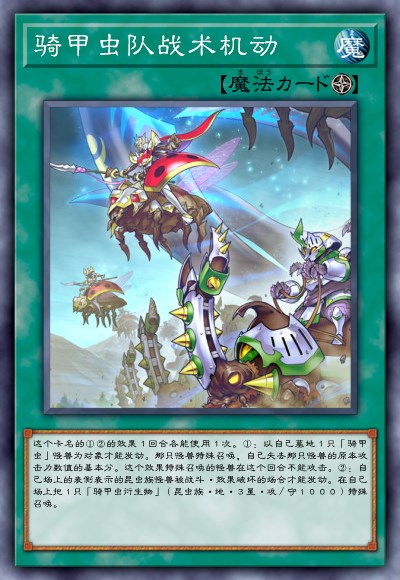 骑甲虫队战术机动
魔
【魔法カード】
ま ほう
这个卡名的①②的效果1回合各能使用1次。①：以自己墓地1只「骑甲
虫」怪兽为对象才能发动。那只怪兽特殊召唤，自己失去那只怪兽的原本攻
击力数值的基本分。这个效果特殊召唤的怪兽在这个回合不能攻击。②：自
己场上的表侧表示的昆虫族怪兽被战斗·效果破坏的场合才能发动。在自己
场上把1只「骑甲虫衍生物」（昆虫族·地·3星·攻/守1000）特殊
召唤。